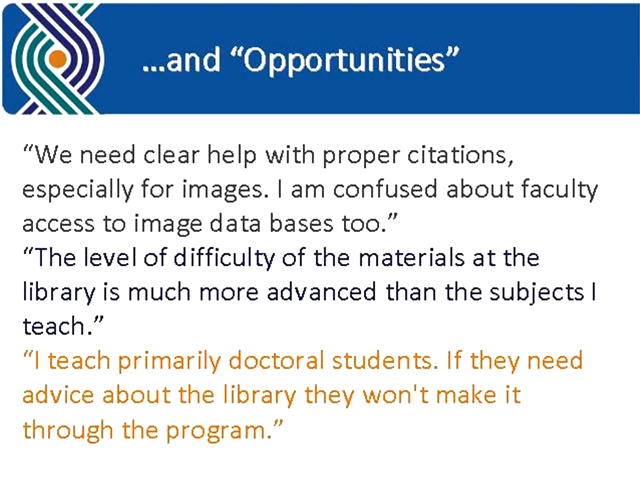 …and “Opportunities”
“We need clear help with proper citations,
especially for images. I am confused about faculty
access to image data bases too.”
“The level of difficulty of the materials at the
library is much more advanced than the subjects I
teach.”
“I teach primarily doctoral students. If they need
advice about the library they won't make it
through the program.”